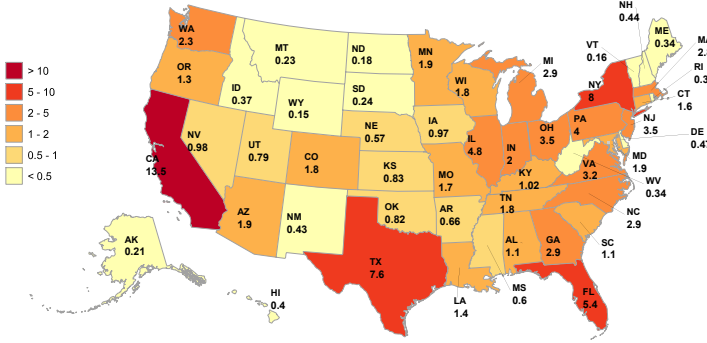 > 10
5 - 10
2 - 5
1 - 2
0.5 - 1
< 0.5
WA
2.3
OR
1.3
CA
13.5
NV
0.98
ID
0.37
MT
0.23
WY
0.15
UT
0.79
AZ
1.9
CO
1.8
NM
0.43
ND
0.18
SD
0.24
NE
0.57
KS
0.83
OK
0.82
TX
7.6
MN
1.9
IA
0.97
MO
1.7
AR
0.66
LA
1.4
WI
1.8
IL
4.8
MI
2.9
IN
2
OH
3.5
KY
1.02
TN
1.8
MS
0.6
AL
1.1
GA
2.9
FL
5.4
SC
1.1
NC
2.9
VA
3.2
WV
0.34
MD
1.9
DE
0.47
PA
4
NJ
3.5
NY
8
CT
1.6
RI
0.3
MA
2.
VT
0.16
NH
0.44
ME
0.34
AK
0.21
HI
0.4